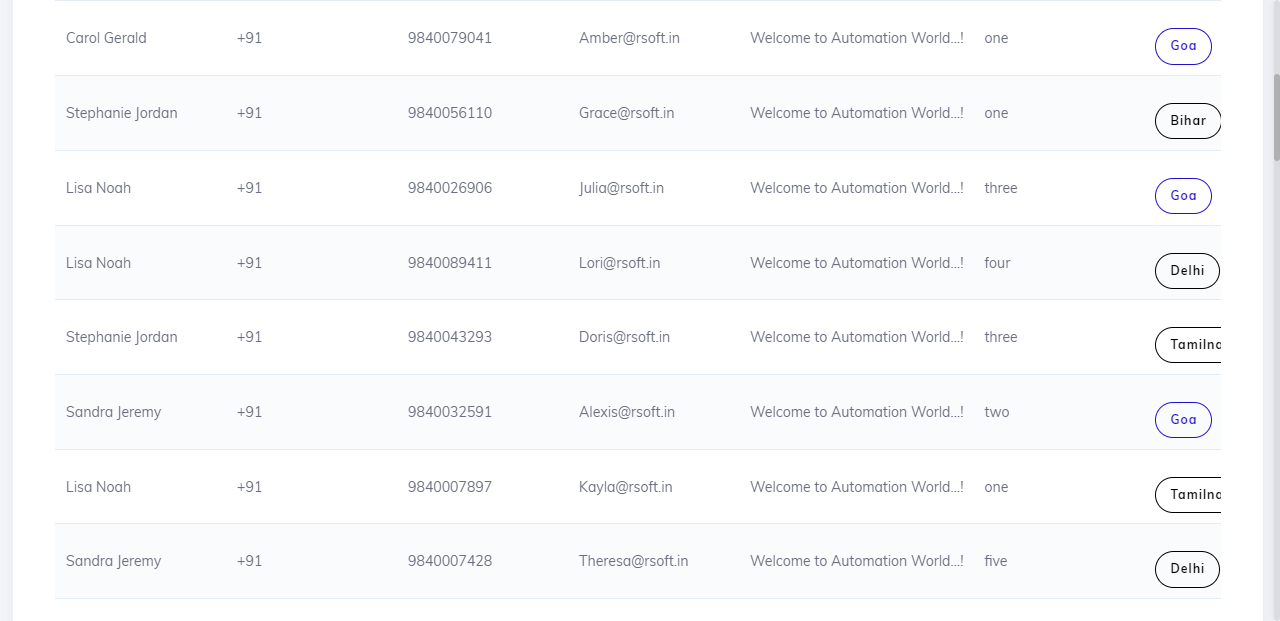 Carol Gerald +91 9840079041 Amber@rsoft.in Welcome to Automation World...! one Goa
Stephanie Jordan +91 9840056110 Grace@rsoft.in Welcome to Automation World...! one Bihar
Lisa Noah +91 9840026906 Julia@rsoft.in Welcome to Automation World...! three Goa
Lisa Noah +91 9840089411 Lori@rsoft.in Welcome to Automation World...! four Delhi
Stephanie Jordan +91 9840043293 Doris@rsoft.in Welcome to Automation World...! three
Sandra Jeremy +91 9840032591 Alexis@rsoft.in Welcome to Automation World...! two Goa
Lisa Noah +91 9840007897 Kayla@rsoft.in Welcome to Automation World...! one
Sandra Jeremy +91 9840007428 Theresa@rsoft.in Welcome to Automation World...! five Delhi